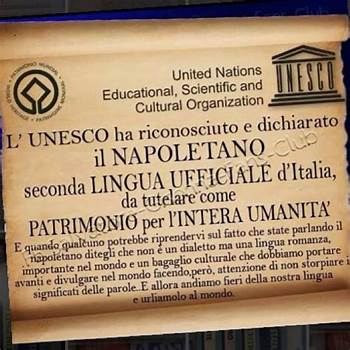 United Nations
Educational, Scientific and
Cultural Organization
UNESCO
L' UNESCO ha riconosciuto e dichiarato
il NAPOLETANO
seconda LINGUA UFFICIALE d'Italia,
da tutelare come
PATRIMONIO per l'INTERA UMANITA'
E quando qualcuno potrebbe riprendervi sul fatto che state parlando il
napoletano ditegli che non è un dialetto ma una lingua romanza,
importante nel mondo e un bagaglio culturale che dobbiamo portare
avanti e divulgare nel mondo facendo,però, attenzione di non storpiare i
significati delle parole..E allora andiamo fieri della nostra lingua
e urliamolo al mondo.